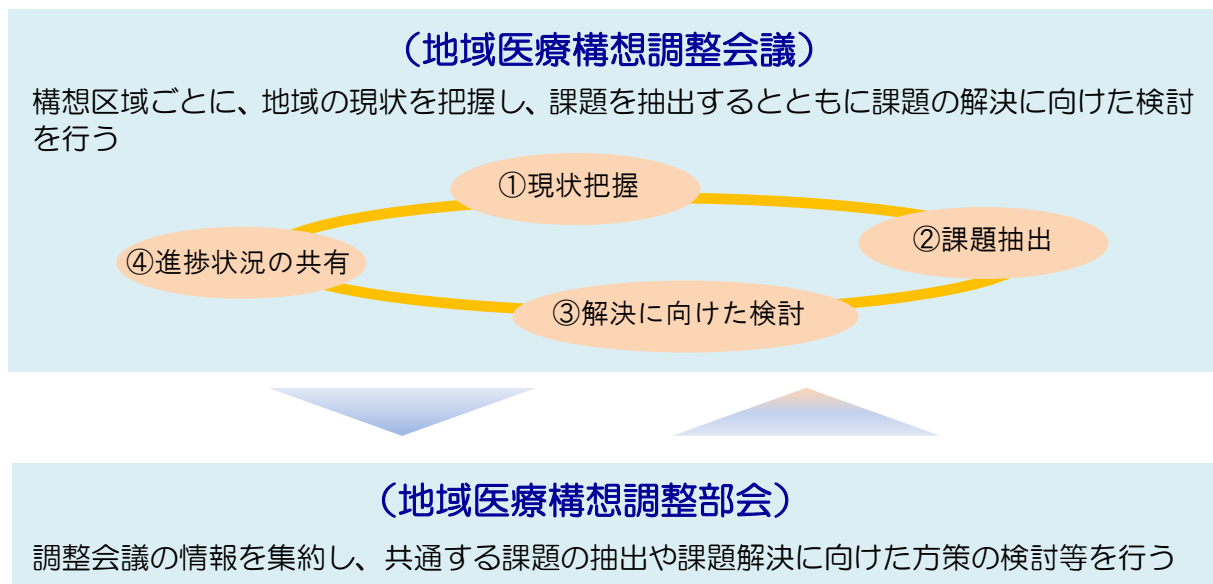 （地域医療構想調整会議）
構想区域ごとに、地域の現状を把握し、課題を抽出するとともに課題の解決に向けた検討
を行う
①現状把握
②課題抽出
④進捗状況の共有
③解決に向けた検討
（地域医療構想調整部会）
調整会議の情報を集約し、共通する課題の抽出や課題解決に向けた方策の検討等を行う